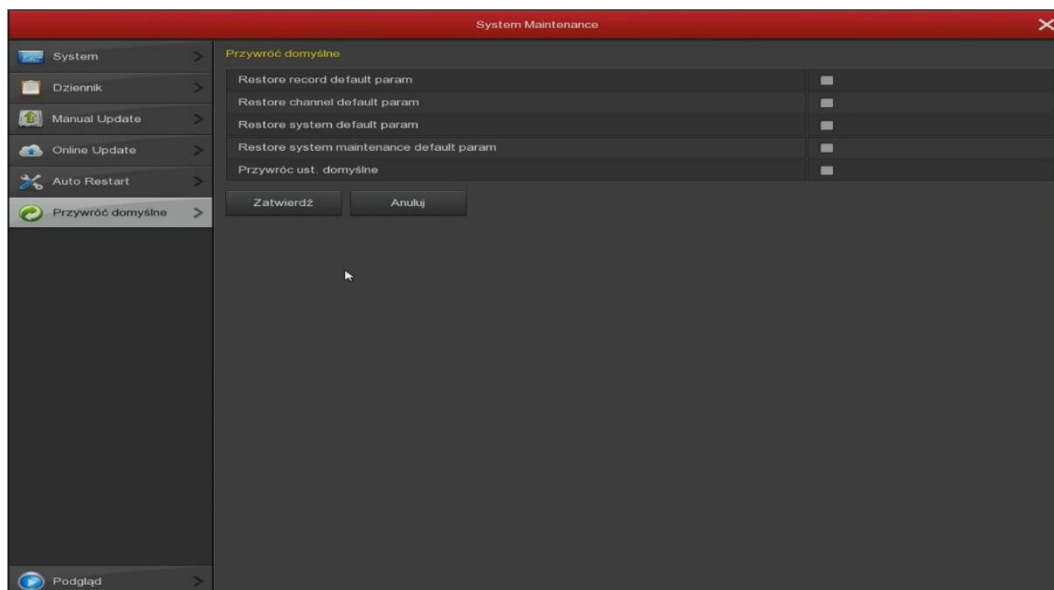 System Maintenance
System
Dziennik
Manual Update
Online Update
Auto Restart
Przywróć domyślne
Podgląd
Przywróć domyślne
Restore record default param
Restore channel default param
Restore system default param
Restore system maintenance default param
Przywróc ust. domyślne
Zatwierdź
Anuluj